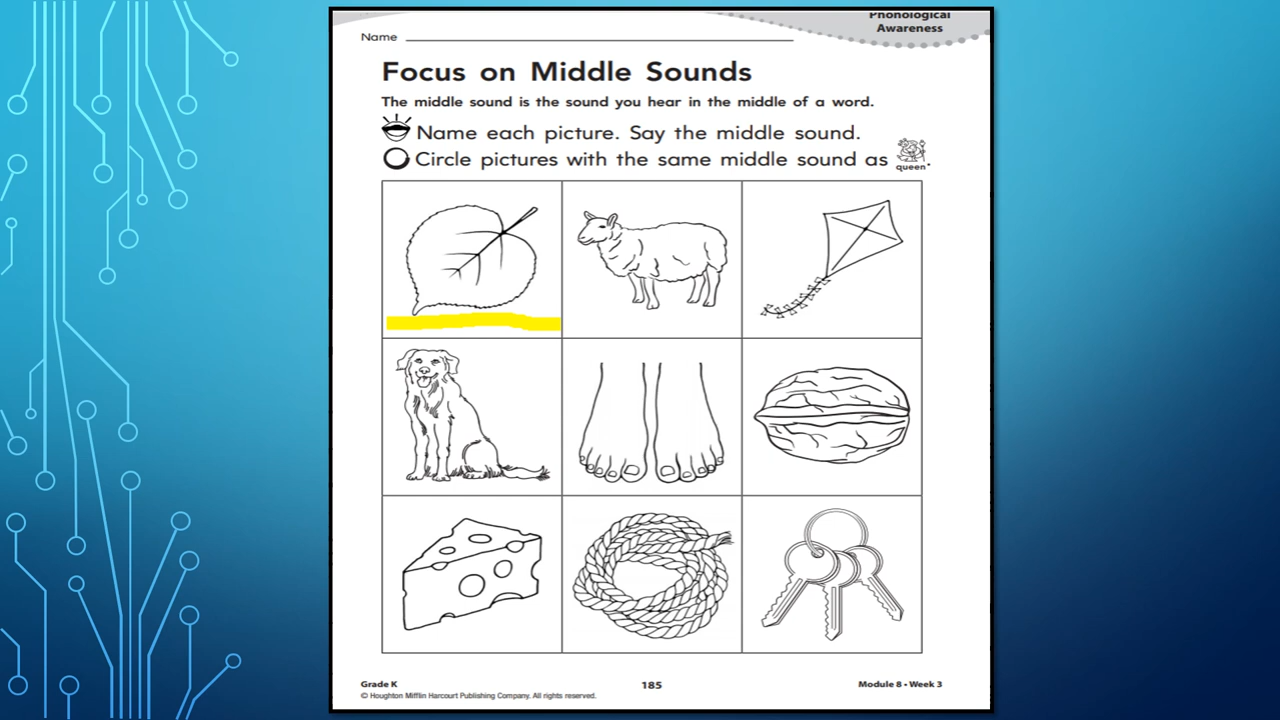 Phonological
Awareness
Name
Focus on Middle Sounds
The middle sound is the sound you hear in the middle of a word.
Name each picture. Say the middle sound.
Circle pictures with the same middle sound as queen.
Grade K
185
Module 8 • Week 3
© Houghton Mifflin Harcourt Publishing Company. All rights reserved.